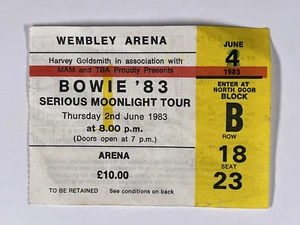 WEMBLEY ARENA
Harvey Goldsmith in association with
MAM and TBA Proudly Presents
BOWIE '83
SERIOUS MOONLIGHT TOUR
Thursday 2nd June 1983
at 8.00 p.m.
(Doors open at 7 p.m.)
ARENA
£10.00
TO BE RETAINED See conditions on back
JUNE
4
1983
ENTER AT
NORTH DOOR
BLOCK
B
ROW
18
SEAT
23